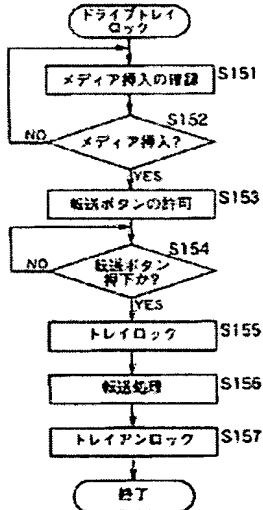 ドライブトレイ
ロック
メディア挿入の確認
S151
S152
メディア挿入?
NO
YES
転送ボタンの許可
S153
S154
転送ボタン
押下か?
NO
YES
トレイロック
S155
転送処理
S156
トレイアンロック
S157
終了